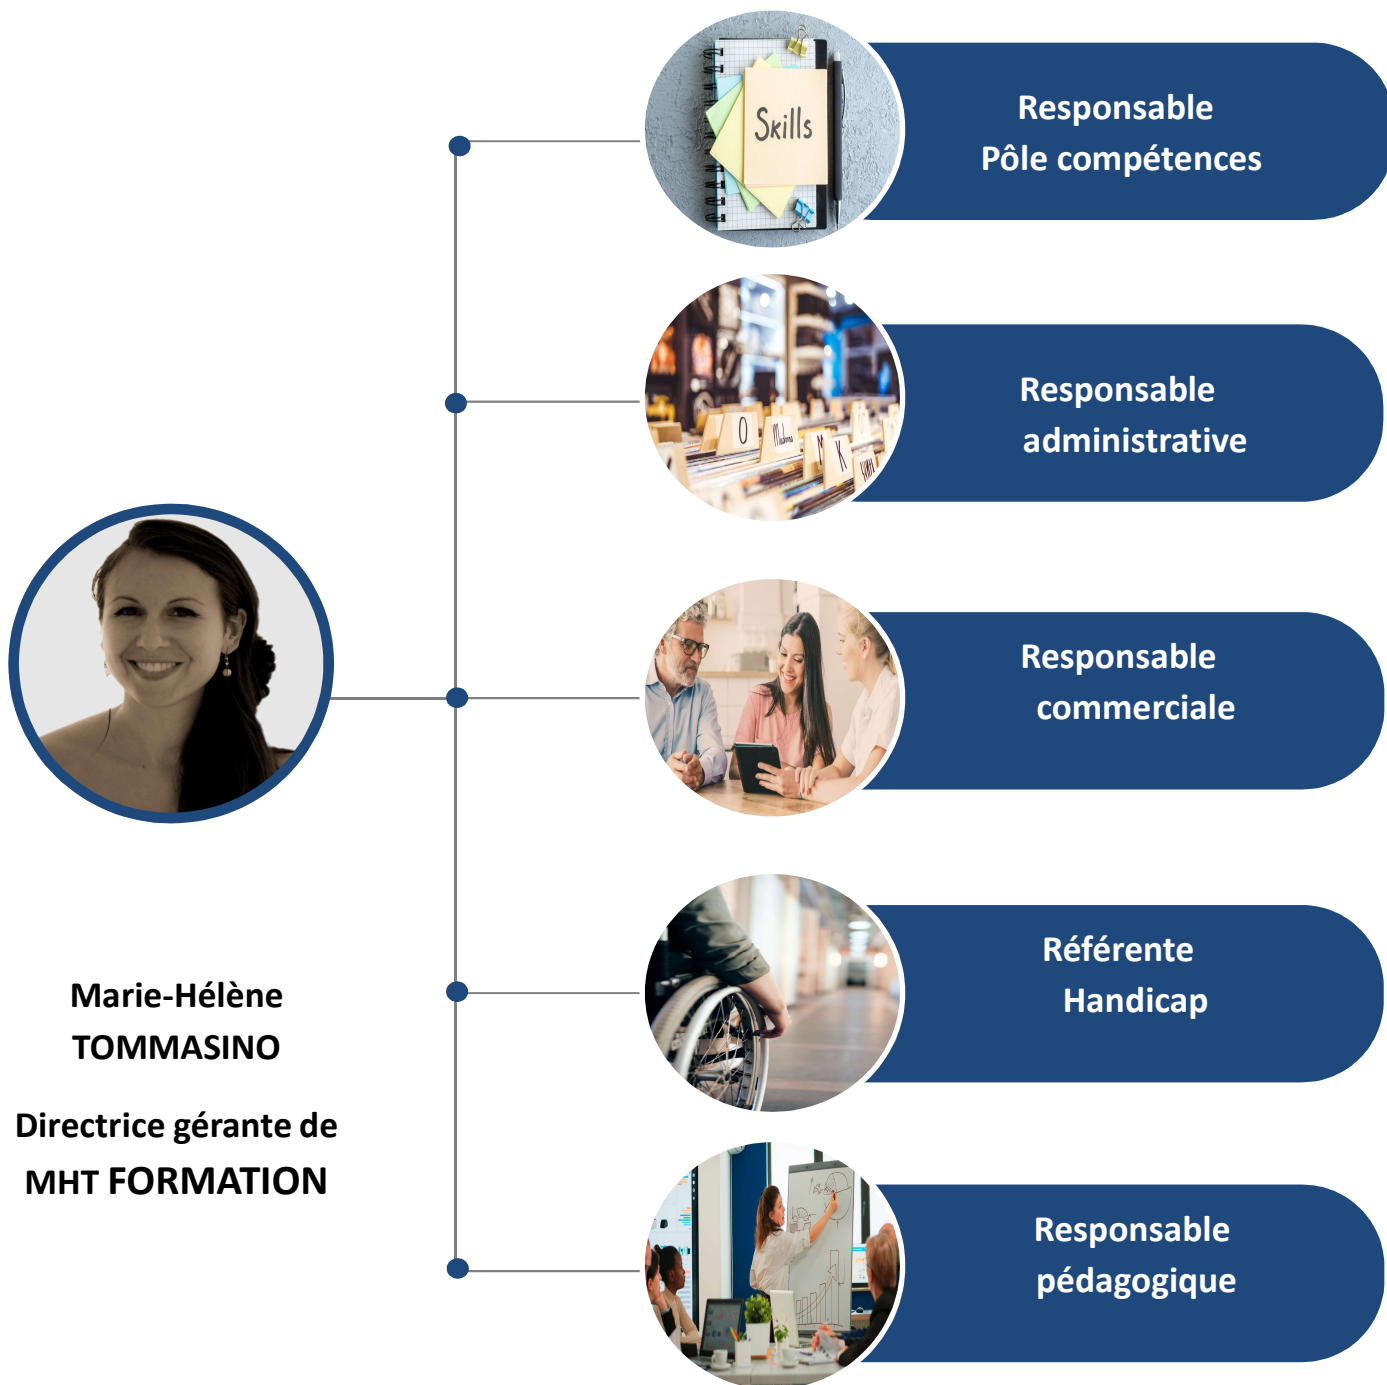 Skills
Responsable
Pôle compétences
O
Madonna
K
Responsable
administrative
Responsable
commerciale
Marie-Hélène
TOMMASINO
Directrice gérante de
MHT FORMATION
Référente
Handicap
Responsable
pédagogique